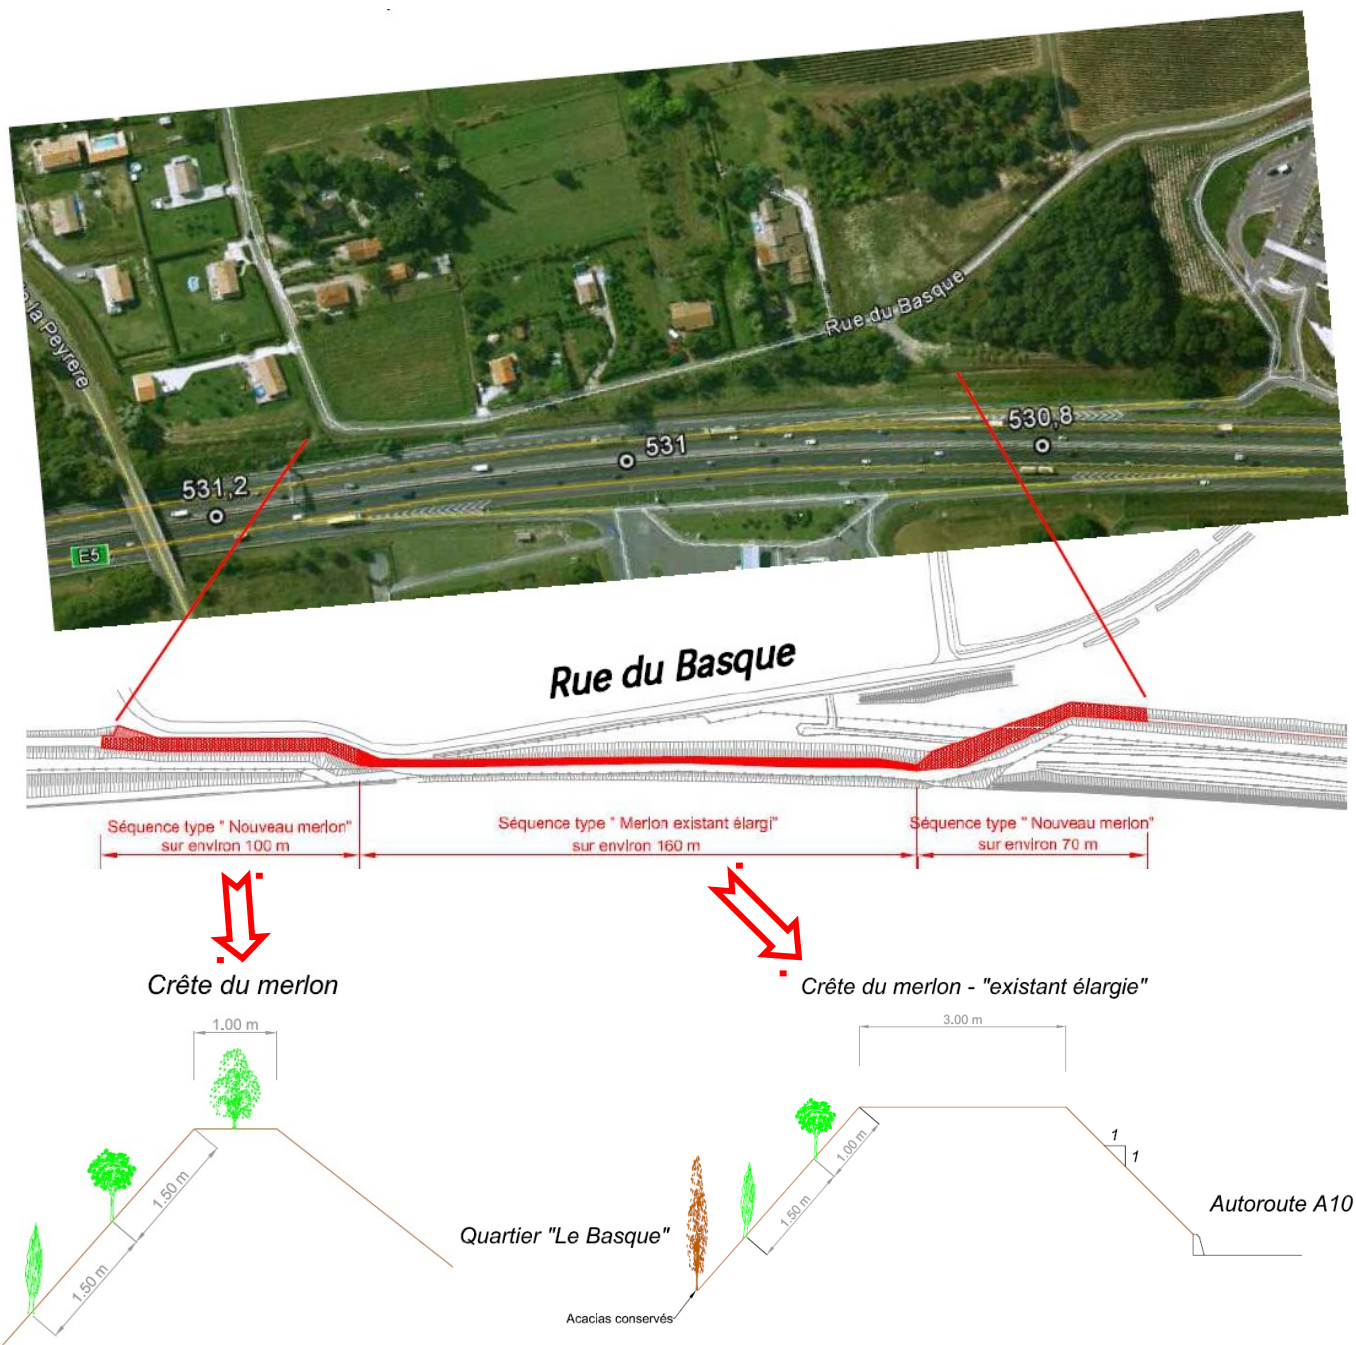 la Peyrere
Rue du Basque
530,8
531
531,2
E5
Rue du Basque
Séquence type " Nouveau merlon"
sur environ 100 m
Séquence type " Merlon existant élargi"
sur environ 160 m
Séquence type " Nouveau merlon"
sur environ 70 m
Crête du merlon
1.00 m
1.50 m
1.50 m
Crête du merlon - "existant élargie"
3.00 m
1.00 m
1.50 m
1
1
Quartier "Le Basque"
Autoroute A10
Acacias conservés